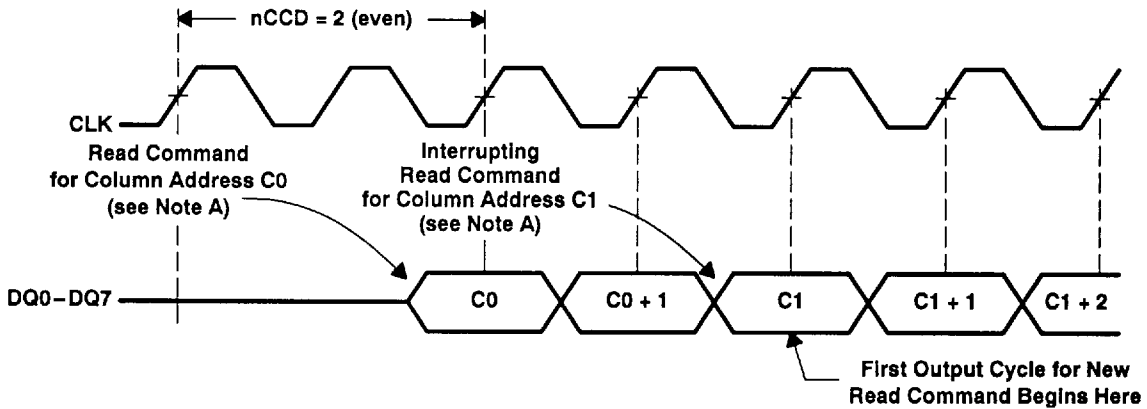 nCCD = 2 (even)
CLK
Read Command
for Column Address C0
(see Note A)
Interrupting
Read Command
for Column Address C1
(see Note A)
DQ0–DQ7
C0
C0 + 1
C1
C1 + 1
C1 + 2
First Output Cycle for New
Read Command Begins Here